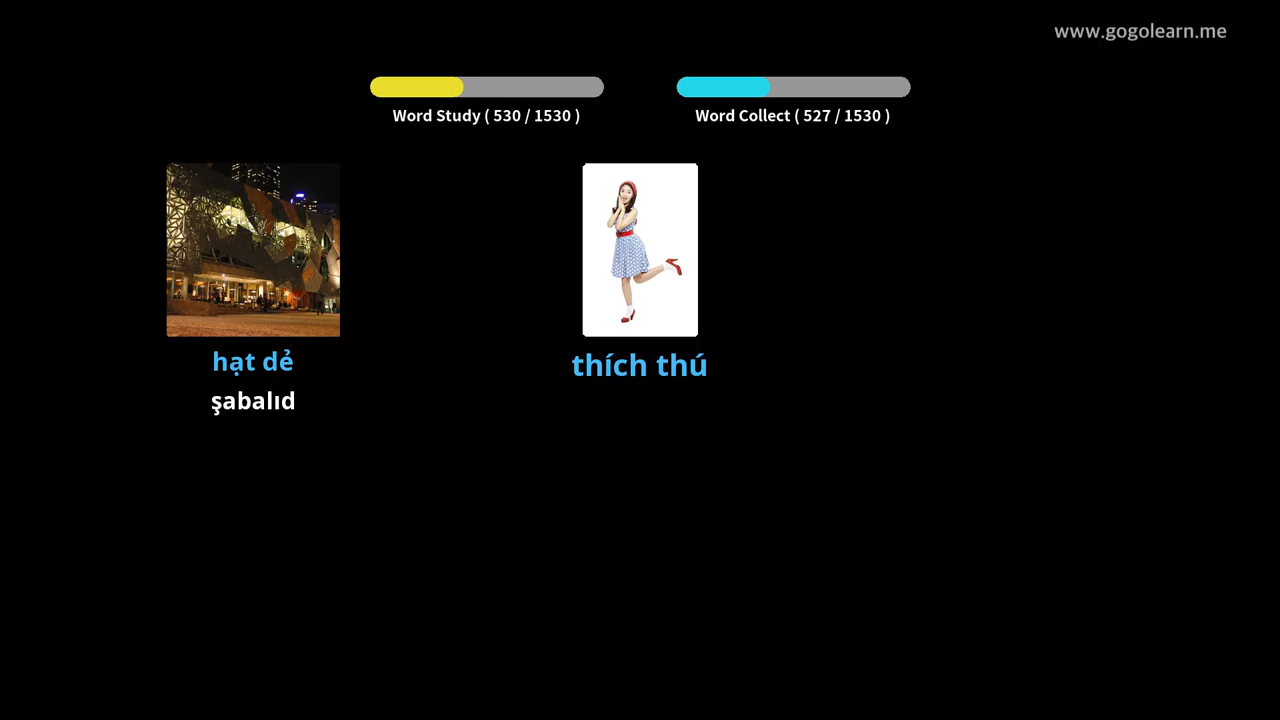 www.gogolearn.me
Word Study ( 530 / 1530 )
Word Collect ( 527 / 1530 )
hạt dẻ
şabalıd
thích thú